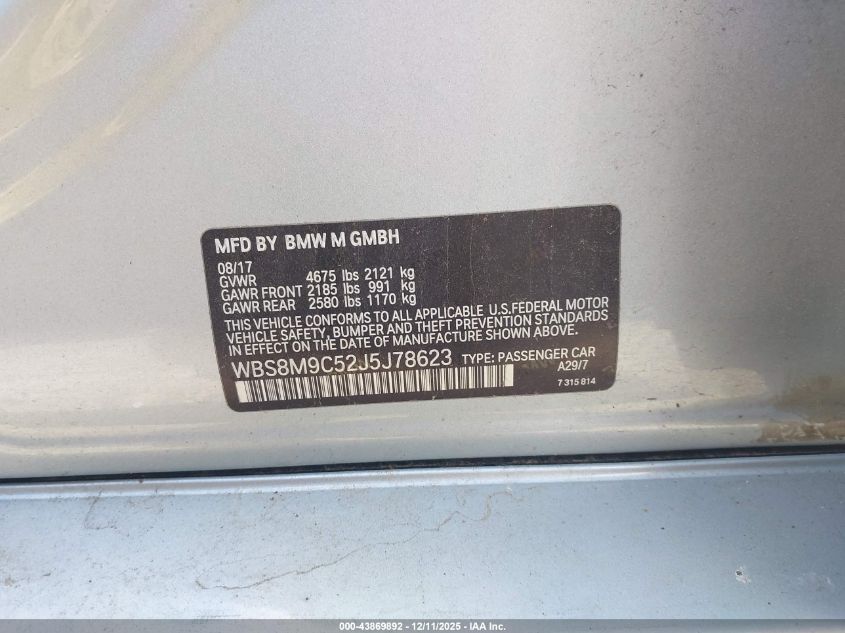 MFD BY BMW M GMBH
08/17
GVWR 4675 lbs 2121 kg
GAWR FRONT 2185 lbs 991 kg
GAWR REAR 2580 lbs 1170 kg
THIS VEHICLE CONFORMS TO ALL APPLICABLE U.S.FEDERAL MOTOR
VEHICLE SAFETY, BUMPER AND THEFT PREVENTION STANDARDS
IN EFFECT ON THE DATE OF MANUFACTURE SHOWN ABOVE.
WBS8M9C52J5J78623 TYPE: PASSENGER CAR
A29/7
7 315 814
000-43869892 - 12/11/2025 - IAA Inc.